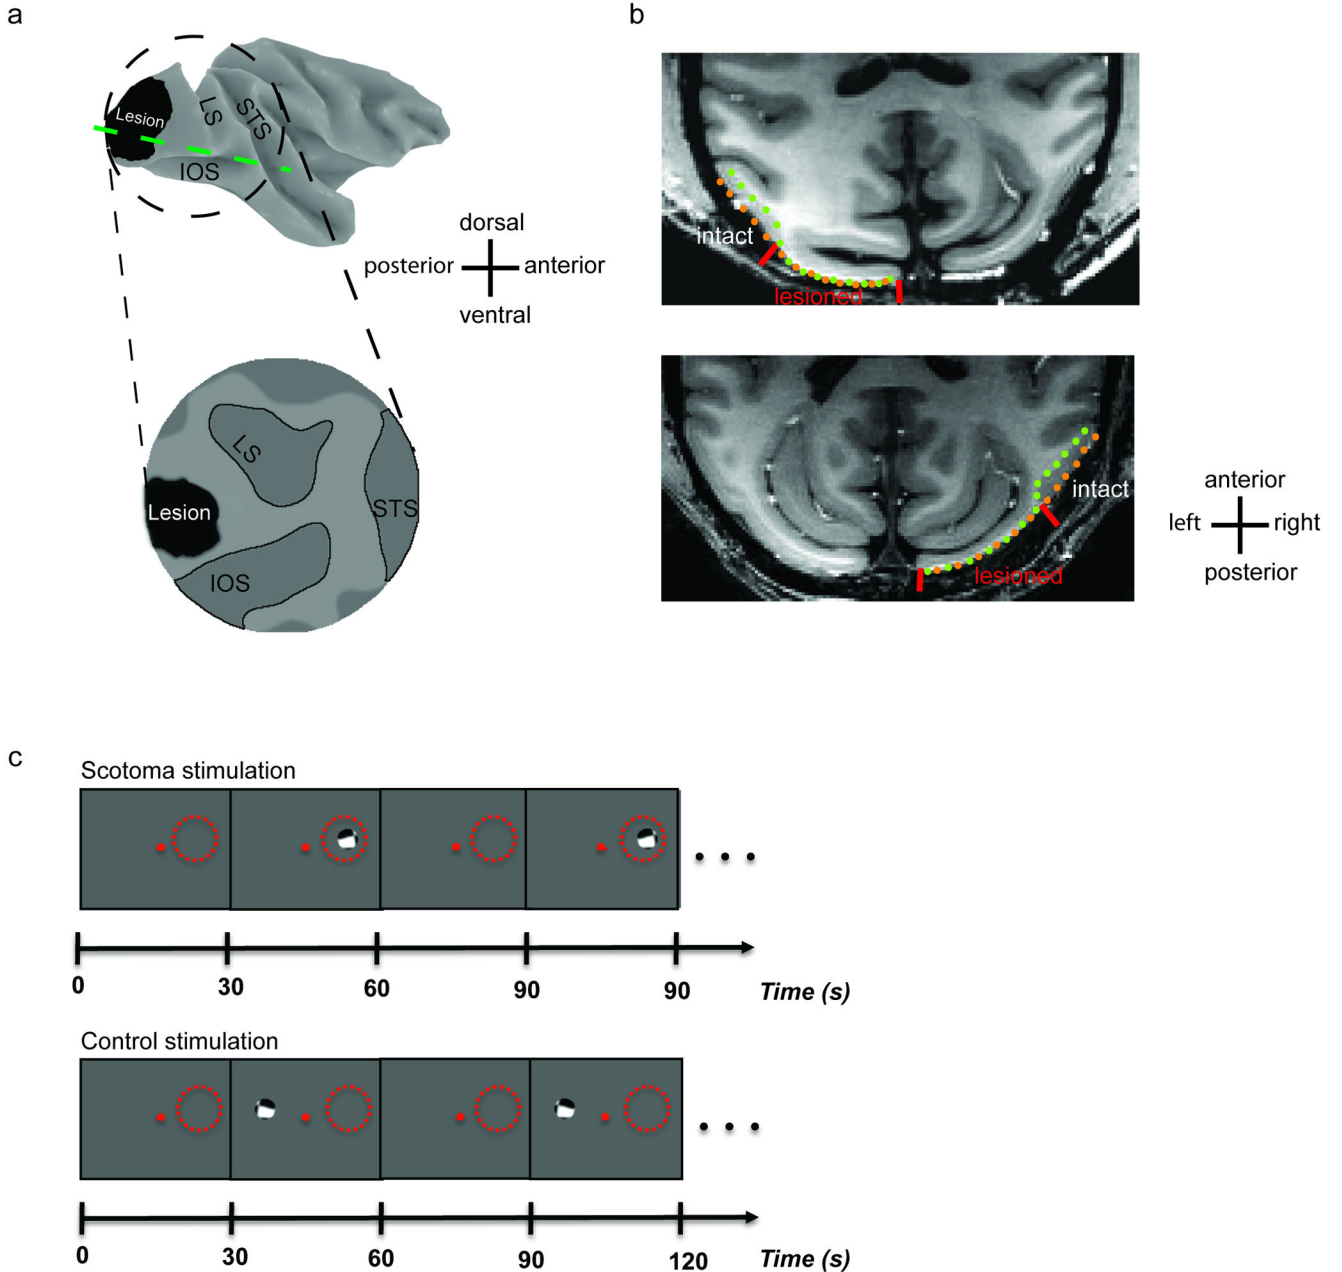 a
Lesion
LS
STS
IOS
dorsal
posterior
anterior
ventral
LS
Lesion
STS
IOS
b
intact
lesioned
intact
lesioned
anterior
left
right
posterior
c
Scotoma stimulation
0 30 60 90 90 Time (s)
Control stimulation
0 30 60 90 120 Time (s)